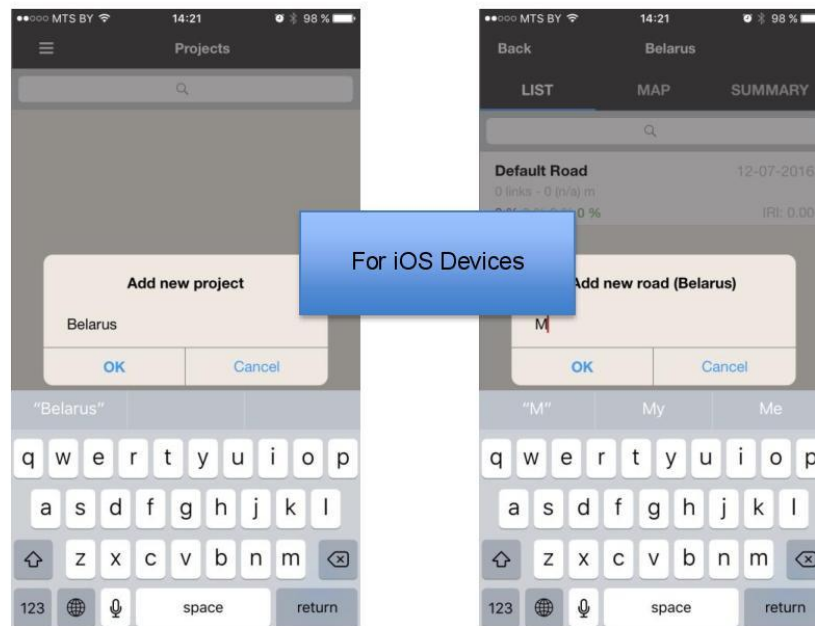 MTS BY 14:21 98 %
Projects
Add new project
Belarus
OK Cancel
"Belarus"
q w e r t y u i o p
a s d f g h j k l
z x c v b n m
123 space return
For iOS Devices
MTS BY 14:21 98 %
Back Belarus
LIST MAP SUMMARY
Default Road 12-07-2016
0 links - 0 (n/a) m
0 % IRI: 0.00
Add new road (Belarus)
M
OK Cancel
"M" My Me
q w e r t y u i o p
a s d f g h j k l
z x c v b n m
123 space return